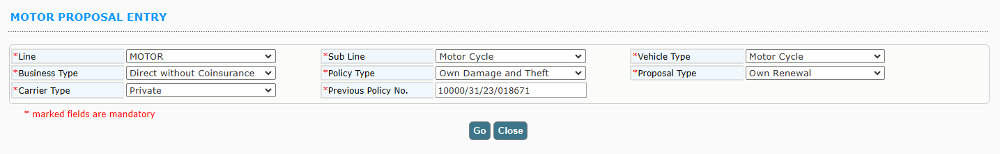 MOTOR PROPOSAL ENTRY
*Line MOTOR *Sub Line Motor Cycle *Vehicle Type Motor Cycle
*Business Type Direct without Coinsurance *Policy Type Own Damage and Theft *Proposal Type Own Renewal
*Carrier Type Private *Previous Policy No. 10000/31/23/018671
* marked fields are mandatory
Go Close